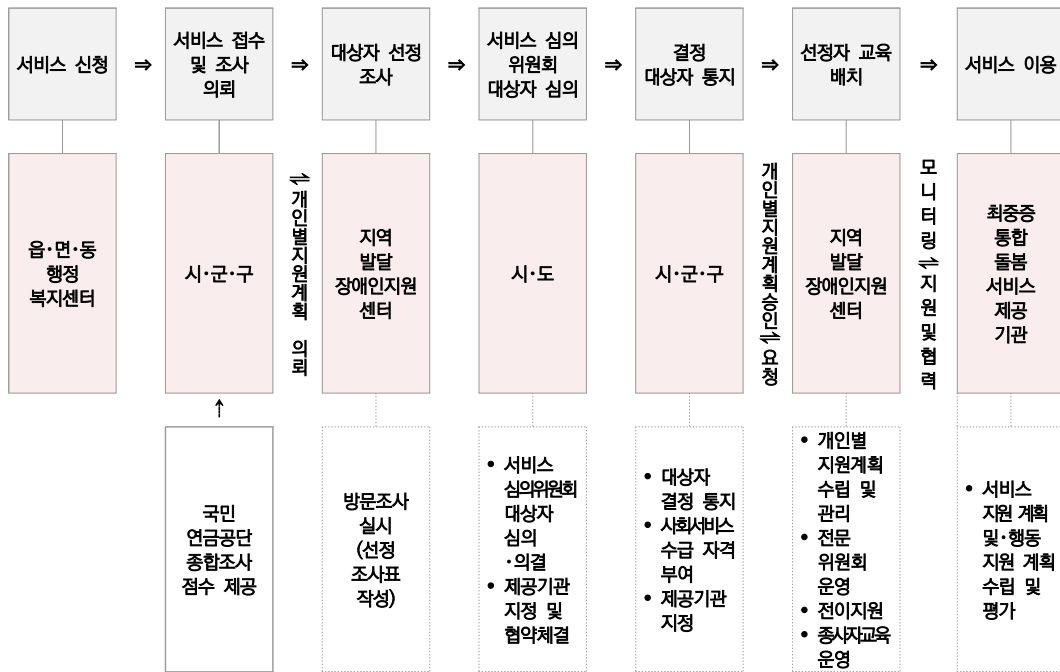 서비스 신청
⇒
서비스 접수
및 조사
의뢰
⇒
대상자 선정
조사
⇒
서비스 심의
위원회
대상자 심의
⇒
결정
대상자 통지
⇒
선정자 교육
배치
⇒
서비스 이용
읍·면·동
행정
복지센터
시·군·구
⇌개인별지원계획 의뢰
지역
발달
장애인지원
센터
시·도
시·군·구
개인별지원계획승인⇌요청
지역
발달
장애인지원
센터
모니터링⇌지원및협력
최중증
통합
돌봄
서비스
제공
기관
↑
국민
연금공단
종합조사
점수 제공
방문조사
실시
(선정
조사표
작성)
• 서비스
심의위원회
대상자
심의
·의결
• 제공기관
지정 및
협약체결
• 대상자
결정 통지
• 사회서비스
수급 자격
부여
• 제공기관
지정
• 개인별
지원계획
수립 및
관리
• 전문
위원회
운영
• 전이지원
• 종사자교육
운영
• 서비스
지원 계획
및·행동
지원 계획
수립 및
평가